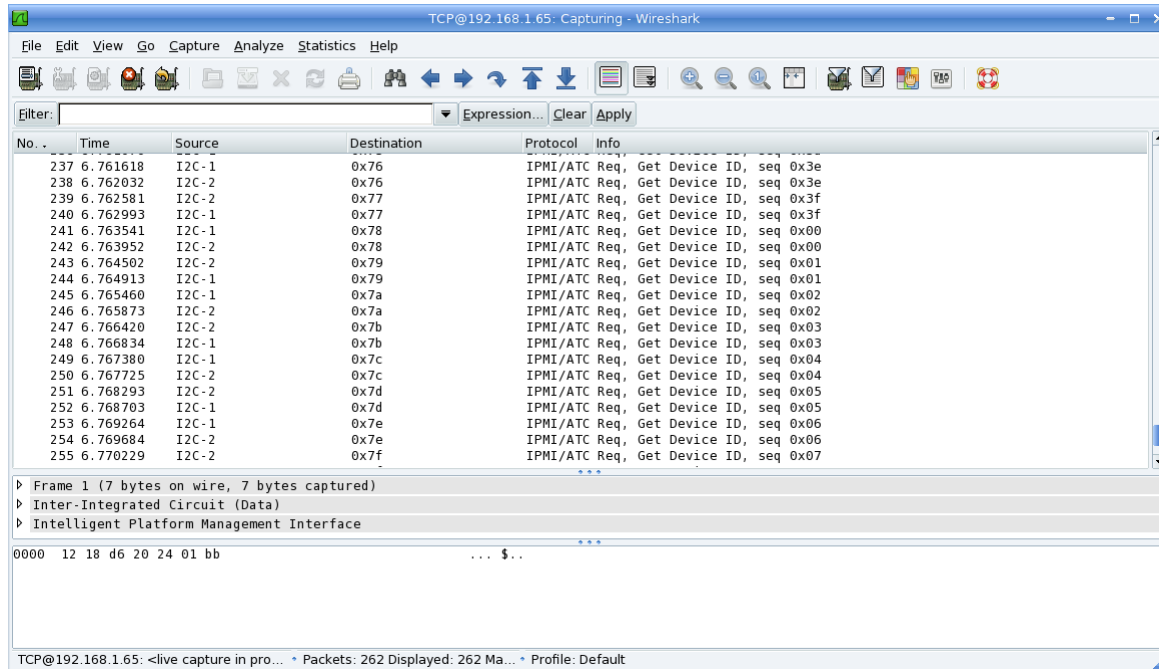 TCP@192.168.1.65: Capturing - Wireshark
File Edit View Go Capture Analyze Statistics Help
Filter: Expression... Clear Apply
No. . Time Source Destination Protocol Info
237 6.761618 I2C-1 0x76 IPMI/ATC Req, Get Device ID, seq 0x3e
238 6.762032 I2C-2 0x76 IPMI/ATC Req, Get Device ID, seq 0x3e
239 6.762581 I2C-2 0x77 IPMI/ATC Req, Get Device ID, seq 0x3f
240 6.762993 I2C-1 0x77 IPMI/ATC Req, Get Device ID, seq 0x3f
241 6.763541 I2C-1 0x78 IPMI/ATC Req, Get Device ID, seq 0x00
242 6.763952 I2C-2 0x78 IPMI/ATC Req, Get Device ID, seq 0x00
243 6.764502 I2C-2 0x79 IPMI/ATC Req, Get Device ID, seq 0x01
244 6.764913 I2C-1 0x79 IPMI/ATC Req, Get Device ID, seq 0x01
245 6.765460 I2C-1 0x7a IPMI/ATC Req, Get Device ID, seq 0x02
246 6.765873 I2C-2 0x7a IPMI/ATC Req, Get Device ID, seq 0x02
247 6.766420 I2C-2 0x7b IPMI/ATC Req, Get Device ID, seq 0x03
248 6.766834 I2C-1 0x7b IPMI/ATC Req, Get Device ID, seq 0x03
249 6.767380 I2C-1 0x7c IPMI/ATC Req, Get Device ID, seq 0x04
250 6.767725 I2C-2 0x7c IPMI/ATC Req, Get Device ID, seq 0x04
251 6.768293 I2C-2 0x7d IPMI/ATC Req, Get Device ID, seq 0x05
252 6.768703 I2C-1 0x7d IPMI/ATC Req, Get Device ID, seq 0x05
253 6.769264 I2C-1 0x7e IPMI/ATC Req, Get Device ID, seq 0x06
254 6.769684 I2C-2 0x7e IPMI/ATC Req, Get Device ID, seq 0x06
255 6.770229 I2C-2 0x7f IPMI/ATC Req, Get Device ID, seq 0x07
Frame 1 (7 bytes on wire, 7 bytes captured)
Inter-Integrated Circuit (Data)
Intelligent Platform Management Interface
0000 12 18 d6 20 24 01 bb ... $..
TCP@192.168.1.65: <live capture in pro... Packets: 262 Displayed: 262 Ma... Profile: Default